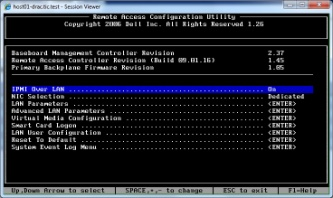 host01-dractic.test - Session Viewer
Remote Access Configuration Utility
Copyright 2006 Dell Inc. All Rights Reserved 1.26
Baseboard Management Controller Revision 2.37
Remote Access Controller Revision (Build 09.01.16) 1.45
Primary Backplane Firmware Revision 1.05
IPMI Over LAN ........ On
NIC Selection ........ Dedicated
LAN Parameters ........ <ENTER>
Advanced LAN Parameters ........ <ENTER>
Virtual Media Configuration ........ <ENTER>
Smart Card Logon ........ <ENTER>
LAN User Configuration ........ <ENTER>
Reset To Default ........ <ENTER>
System Event Log Menu ........ <ENTER>
Up,Down Arrow to select | SPACE,+,- to change | ESC to exit | F1=Help